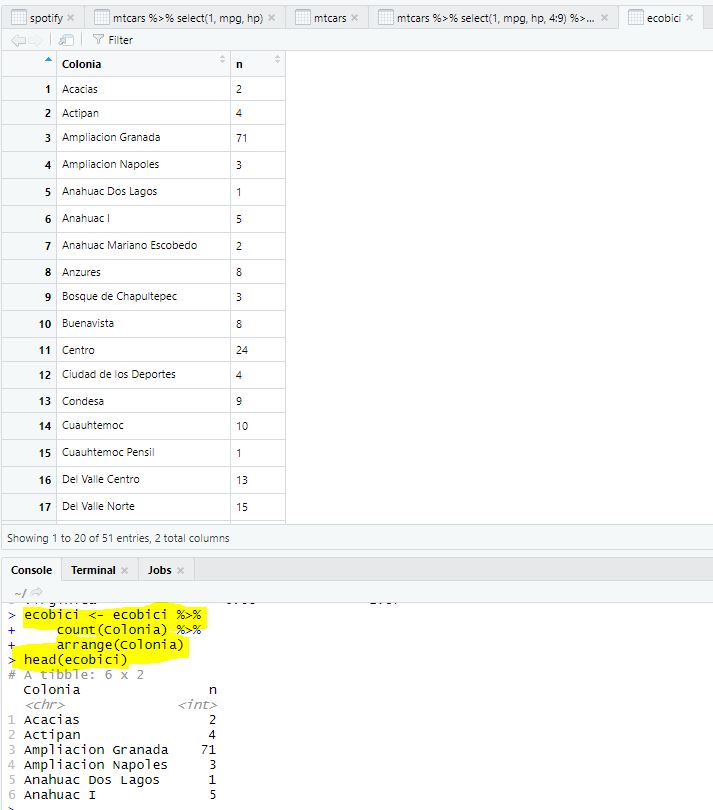 spotify mtcars %>% select(1, mpg, hp) mtcars mtcars %>% select(1, mpg, hp, 4:9) %>%... ecobici
Filter
Colonia n
1 Acacias 2
2 Actipan 4
3 Ampliacion Granada 71
4 Ampliacion Napoles 3
5 Anahuac Dos Lagos 1
6 Anahuac I 5
7 Anahuac Mariano Escobedo 2
8 Anzures 8
9 Bosque de Chapultepec 3
10 Buenavista 8
11 Centro 24
12 Ciudad de los Deportes 4
13 Condesa 9
14 Cuauhtemoc 10
15 Cuauhtemoc Pensil 1
16 Del Valle Centro 13
17 Del Valle Norte 15
Showing 1 to 20 of 51 entries, 2 total columns
Console Terminal Jobs
~/
> ecobici <- ecobici %>%
+ count(Colonia) %>%
+ arrange(Colonia)
> head(ecobici)
# A tibble: 6 x 2
Colonia n
<chr> <int>
1 Acacias 2
2 Actipan 4
3 Ampliacion Granada 71
4 Ampliacion Napoles 3
5 Anahuac Dos Lagos 1
6 Anahuac I 5